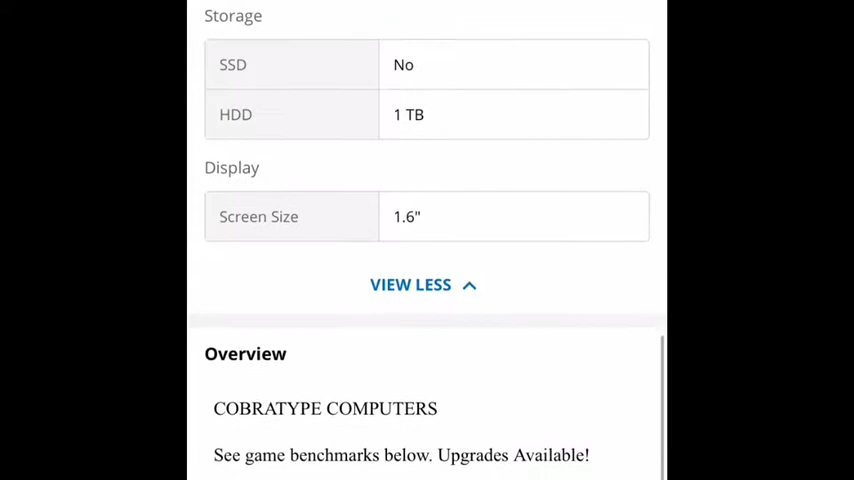 Storage
SSD No
HDD 1 TB
Display
Screen Size 1.6"
VIEW LESS
Overview
COBRATYPE COMPUTERS
See game benchmarks below. Upgrades Available!